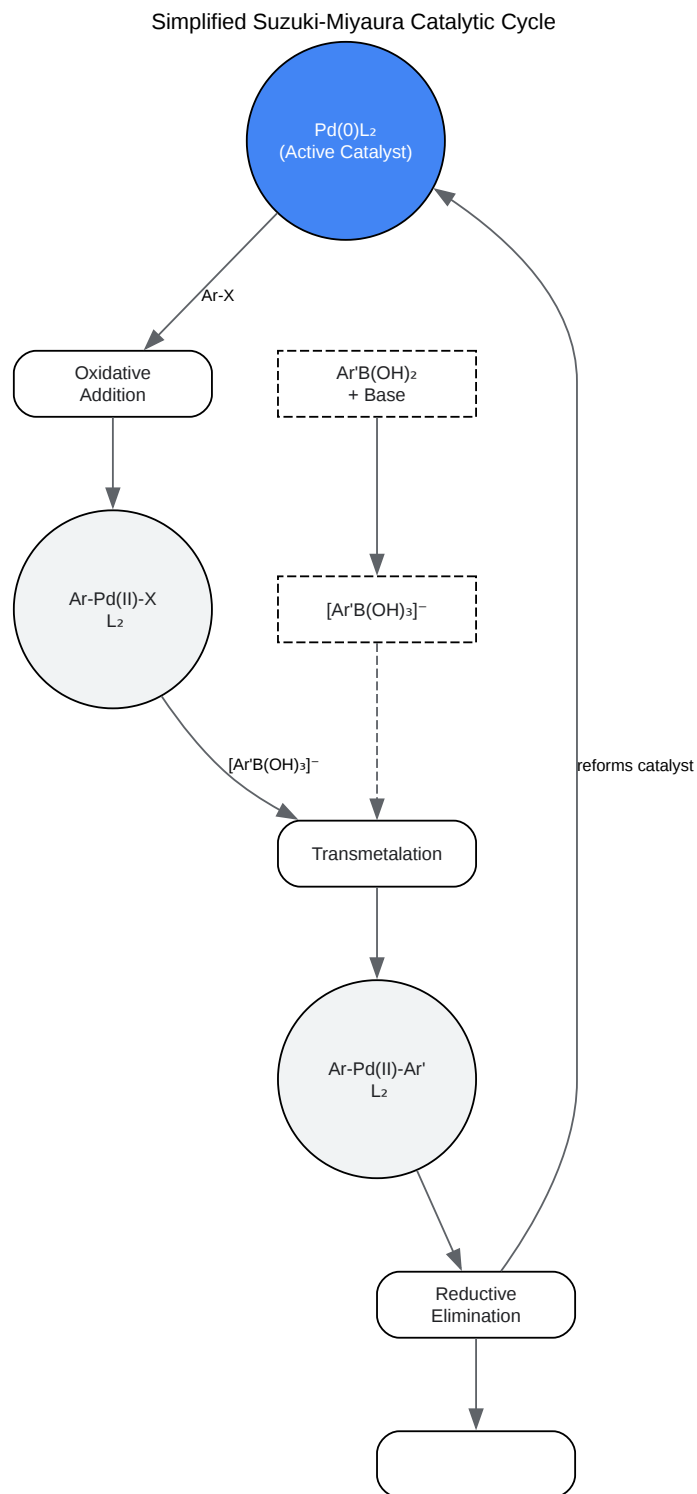 Simplified Suzuki-Miyaura Catalytic Cycle
Pd(0)L₂
(Active Catalyst)
Ar-X
Oxidative
Addition
Ar'B(OH)₂
+ Base
Ar-Pd(II)-X
L₂
[Ar'B(OH)₃]⁻
[Ar'B(OH)₃]⁻
reforms catalyst
Transmetalation
Ar-Pd(II)-Ar'
L₂
Reductive
Elimination